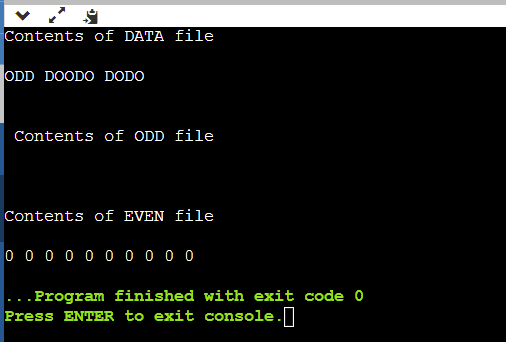 Contents of DATA file
ODD DOODO DODO
Contents of ODD file
Contents of EVEN file
0 0 0 0 0 0 0 0 0 0
...Program finished with exit code 0
Press ENTER to exit console.